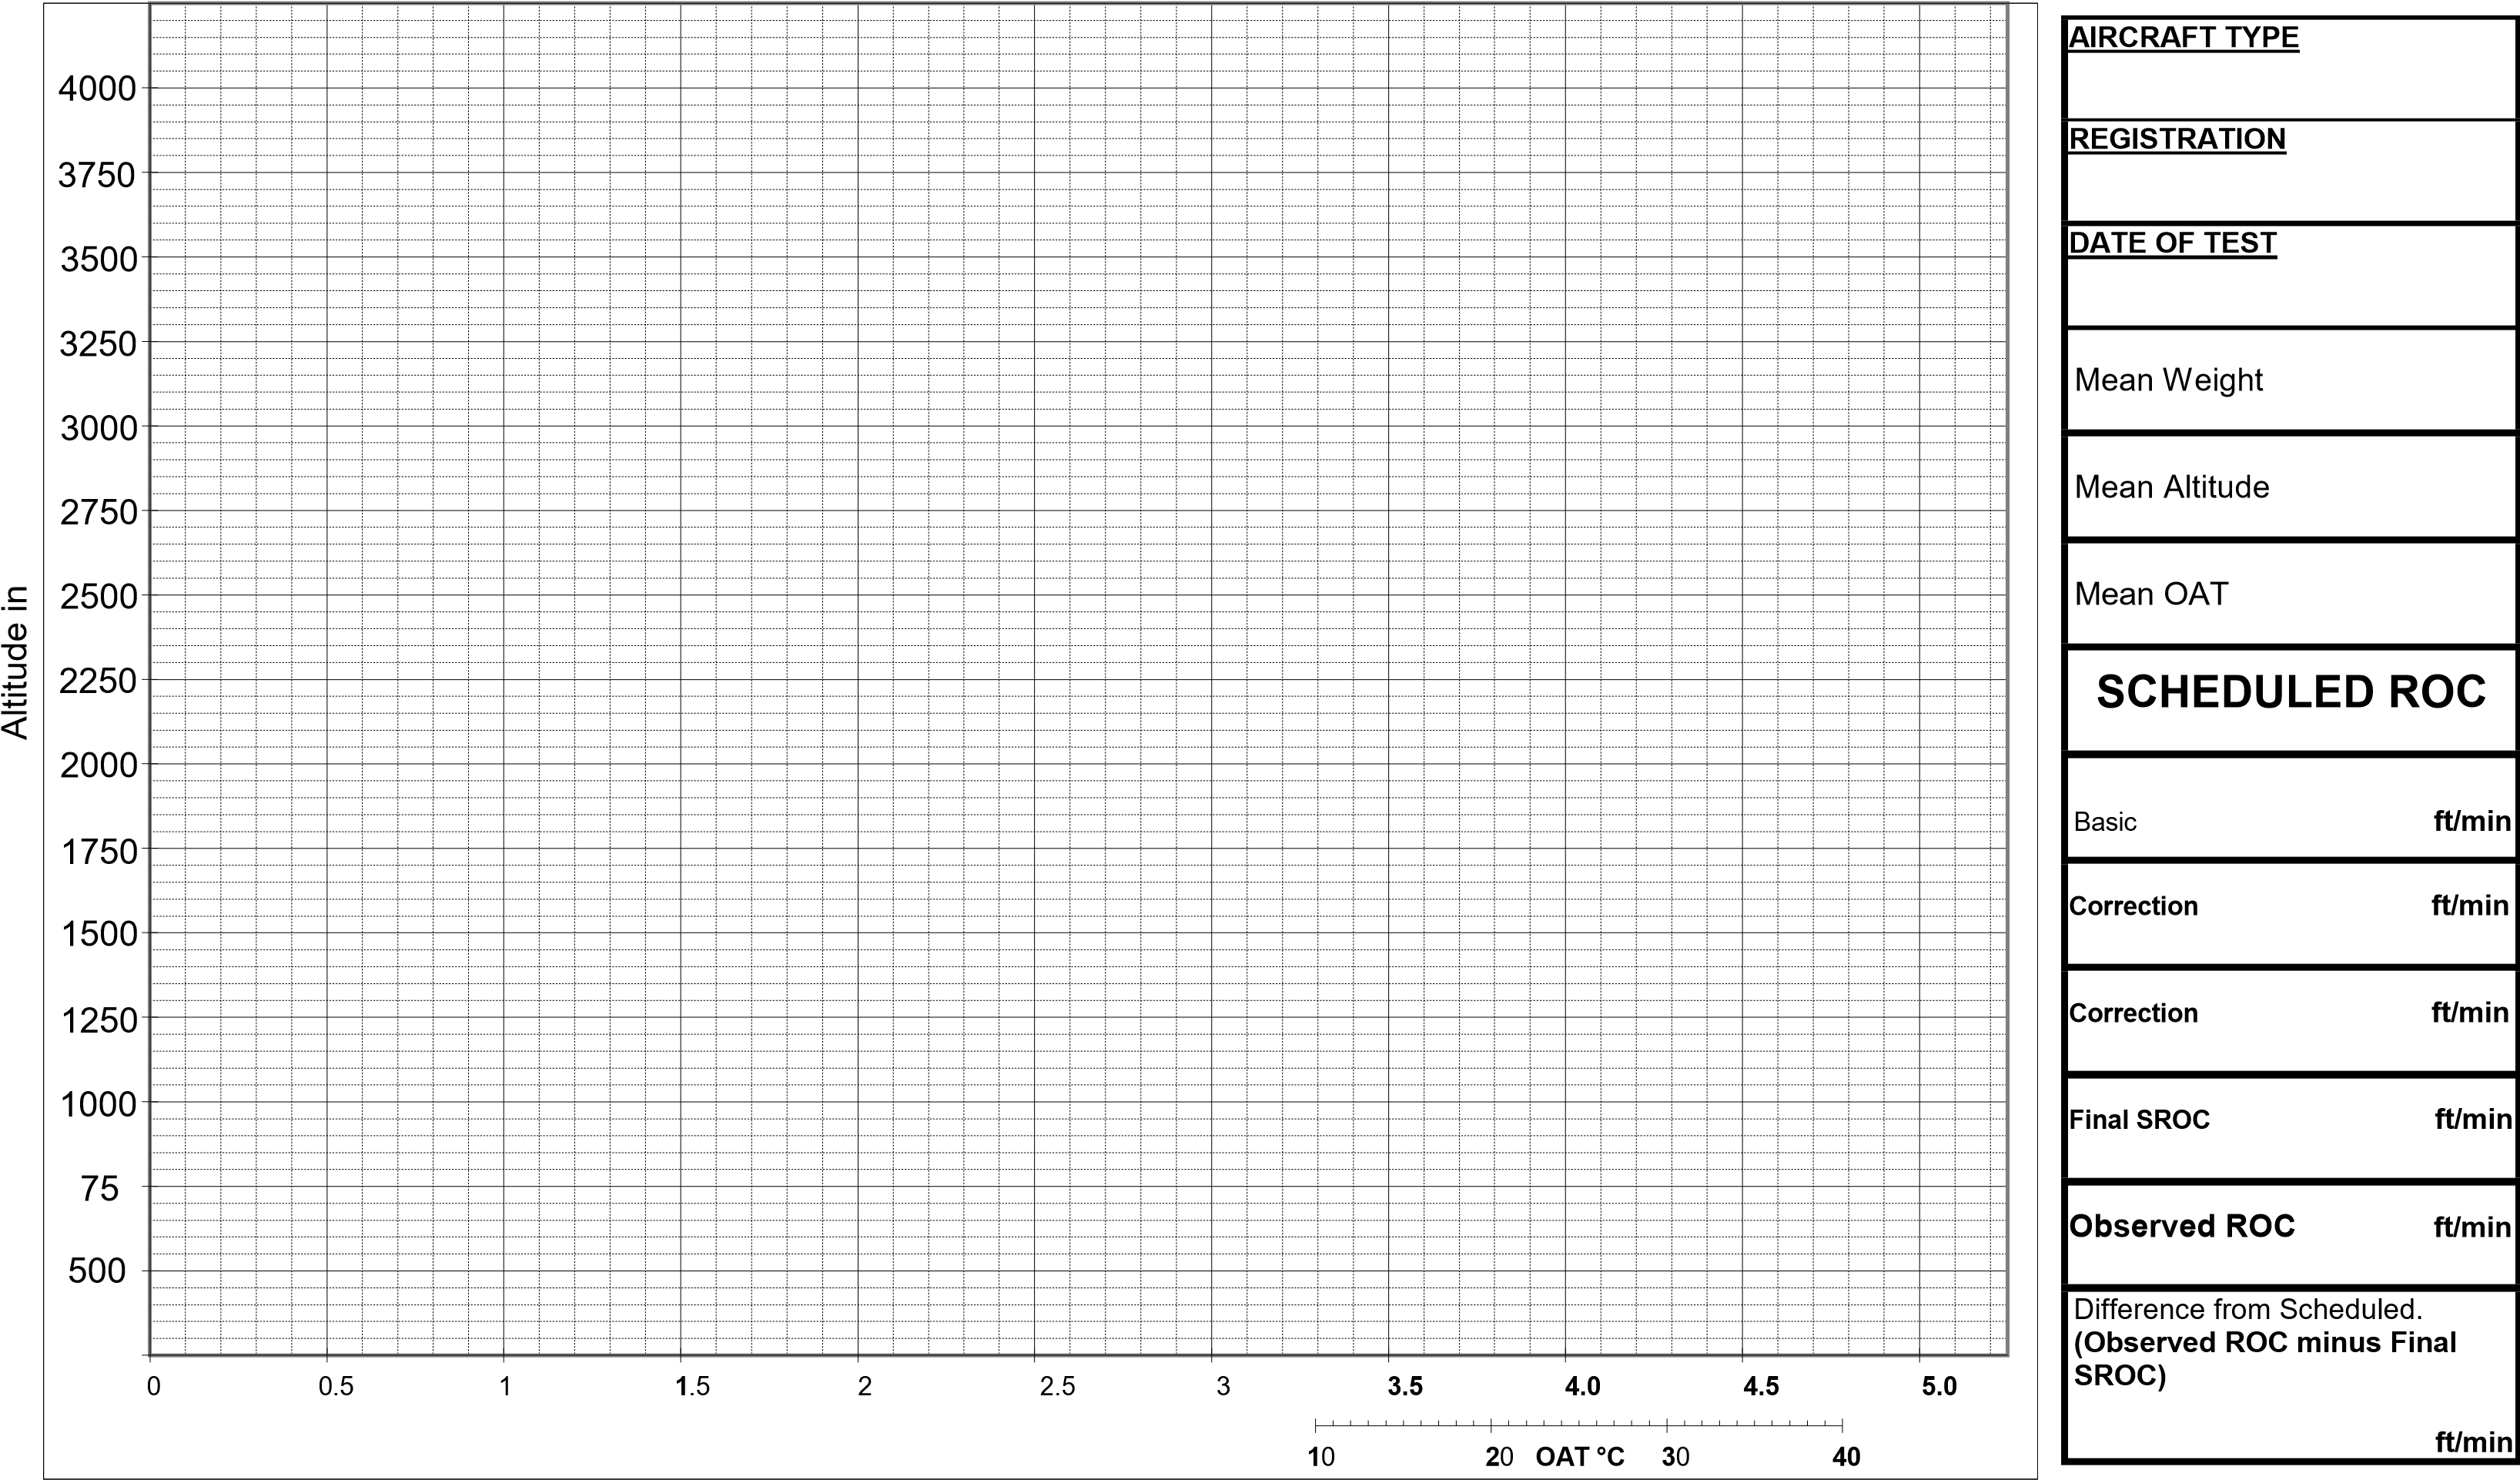 4000
3750
3500
3250
3000
2750
2500
2250
2000
1750
1500
1250
1000
75
500
Altitude in
0 0.5 1 1.5 2 2.5 3 3.5 4.0 4.5 5.0
10 20 OAT °C 30 40
AIRCRAFT TYPE
REGISTRATION
DATE OF TEST
Mean Weight
Mean Altitude
Mean OAT
SCHEDULED ROC
Basic ft/min
Correction ft/min
Correction ft/min
Final SROC ft/min
Observed ROC ft/min
Difference from Scheduled.
(Observed ROC minus Final
SROC)
ft/min